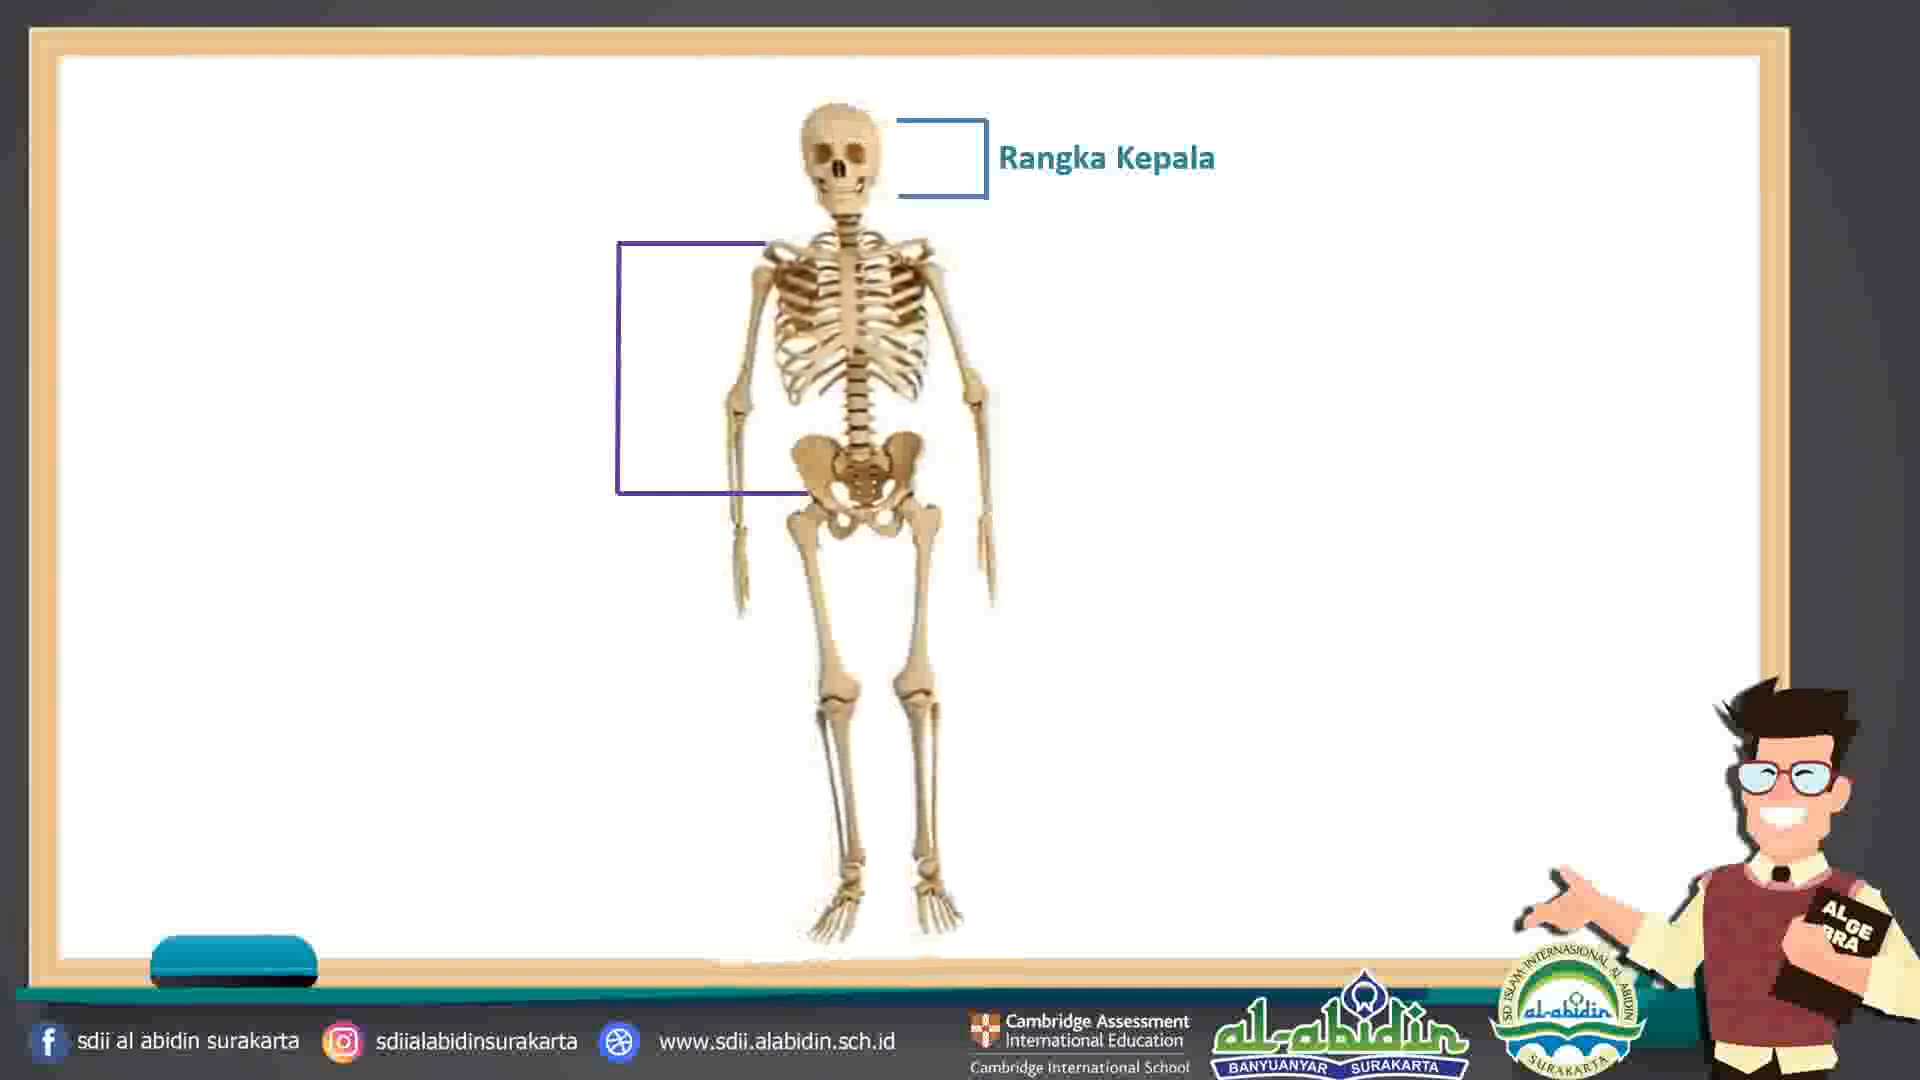 Rangka Kepala
ALGE
BRA
sdii al abidin surakarta
sdiialabidinsurakarta
www.sdii.alabidin.sch.id
Cambridge Assessment
International Education
Cambridge International School
al-abidin
BANYUANYAR SURAKARTA
SD ISLAM INTERNASIONAL AL ABIDIN
al-abidin
SURAKARTA